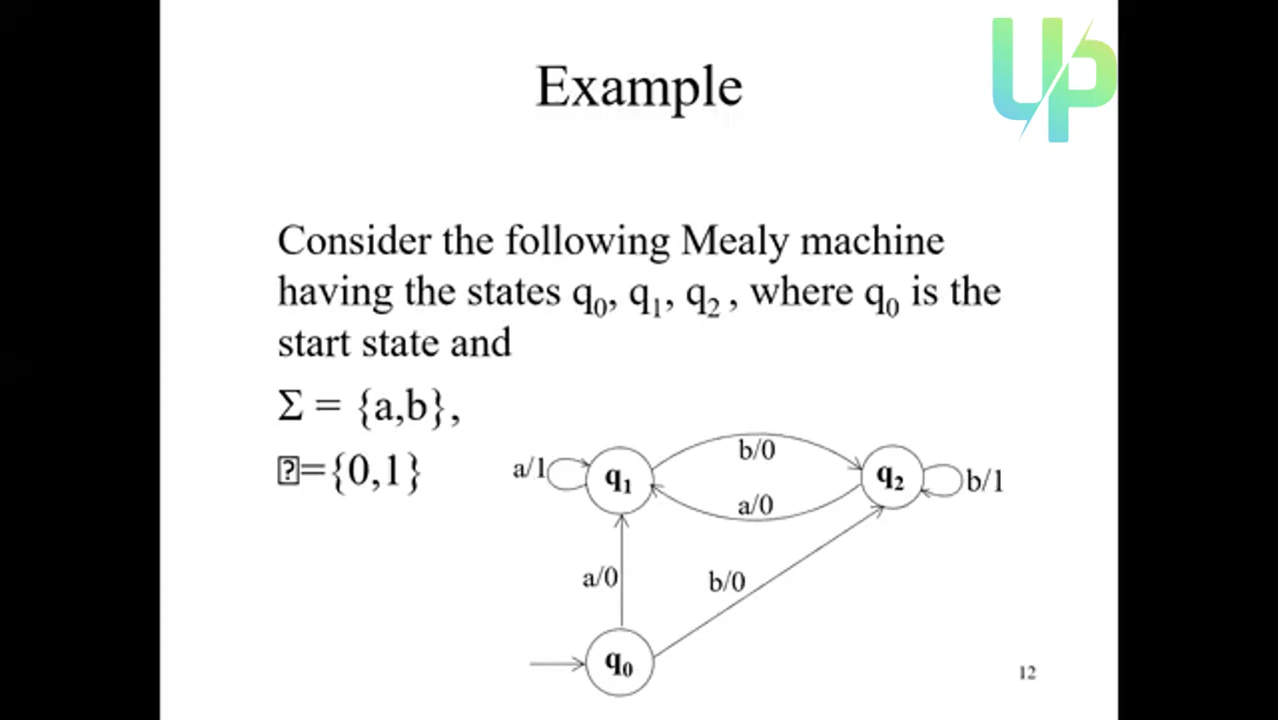 UP
Example
Consider the following Mealy machine
having the states q₀, q₁, q₂ , where q₀ is the
start state and
Σ = {a,b},
={0,1}
a/1
q₁
b/0
a/0
q₂
b/1
a/0
b/0
q₀
12